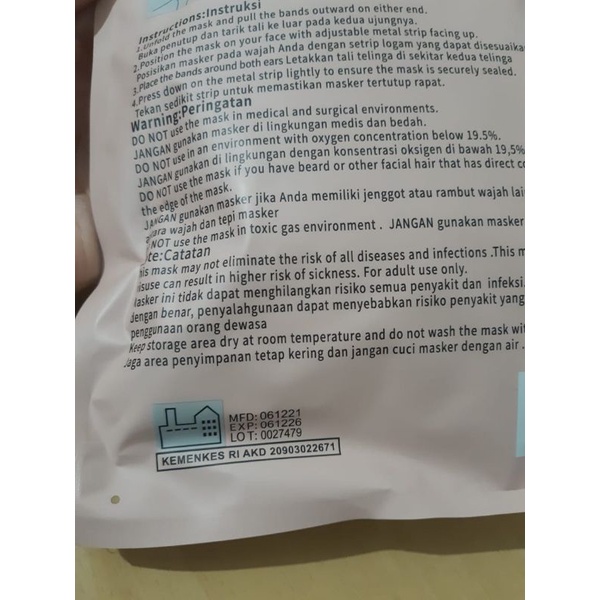 Instructions:Instruksi
1.Unfold the mask and pull the bands outward on either end.
Buka penutup dan tarik tali ke luar pada kedua ujungnya.
2.Position the mask on your face with adjustable metal strip facing up.
Posisikan masker pada wajah Anda dengan setrip logam yang dapat disesuaika
3.Place the bands around both ears Letakkan tali telinga di sekitar kedua telinga
4.Press down on the metal strip lightly to ensure the mask is securely sealed.
Tekan sedikit strip untuk memastikan masker tertutup rapat.
Warning:Peringatan
DO NOT use the mask in medical and surgical environments.
JANGAN gunakan masker di lingkungan medis dan bedah.
DO NOT use in an environment with oxygen concentration below 19.5%.
JANGAN gunakan di lingkungan dengan konsentrasi oksigen di bawah 19,5%
DO NOT use the mask if you have beard or other facial hair that has direct co
the edge of the mask.
JANGAN gunakan masker jika Anda memiliki jenggot atau rambut wajah lai
ara wajah dan tepi masker
NOT use the mask in toxic gas environment . JANGAN gunakan masker
te:Catatan
his mask may not eliminate the risk of all diseases and infections .This m
isuse can result in higher risk of sickness. For adult use only.
Masker ini tidak dapat menghilangkan risiko semua penyakit dan infeksi.
dengan benar, penyalahgunaan dapat menyebabkan risiko penyakit yang
penggunaan orang dewasa
Keep storage area dry at room temperature and do not wash the mask wi
Jaga area penyimpanan tetap kering dan jangan cuci masker dengan air .
MFD: 061221
EXP: 061226
LOT: 0027479
KEMENKES RI AKD 20903022671